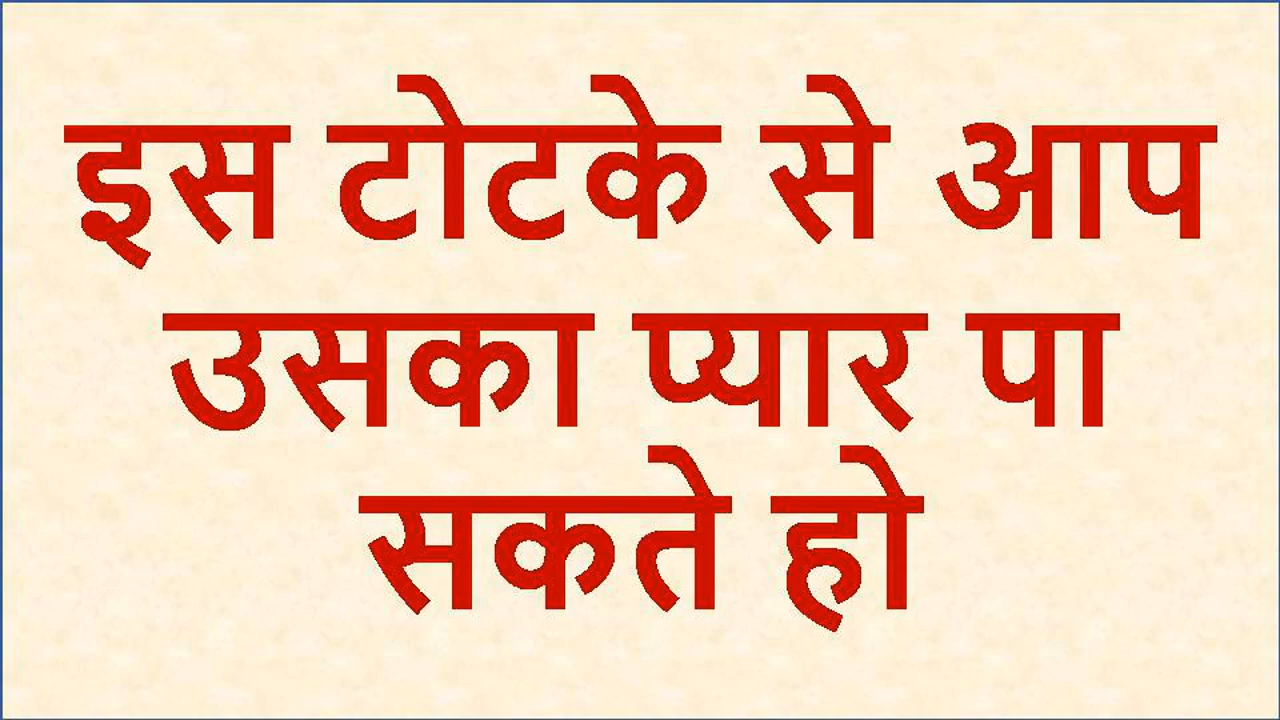 इस टोटके से आप
उसका प्यार पा
सकते हो